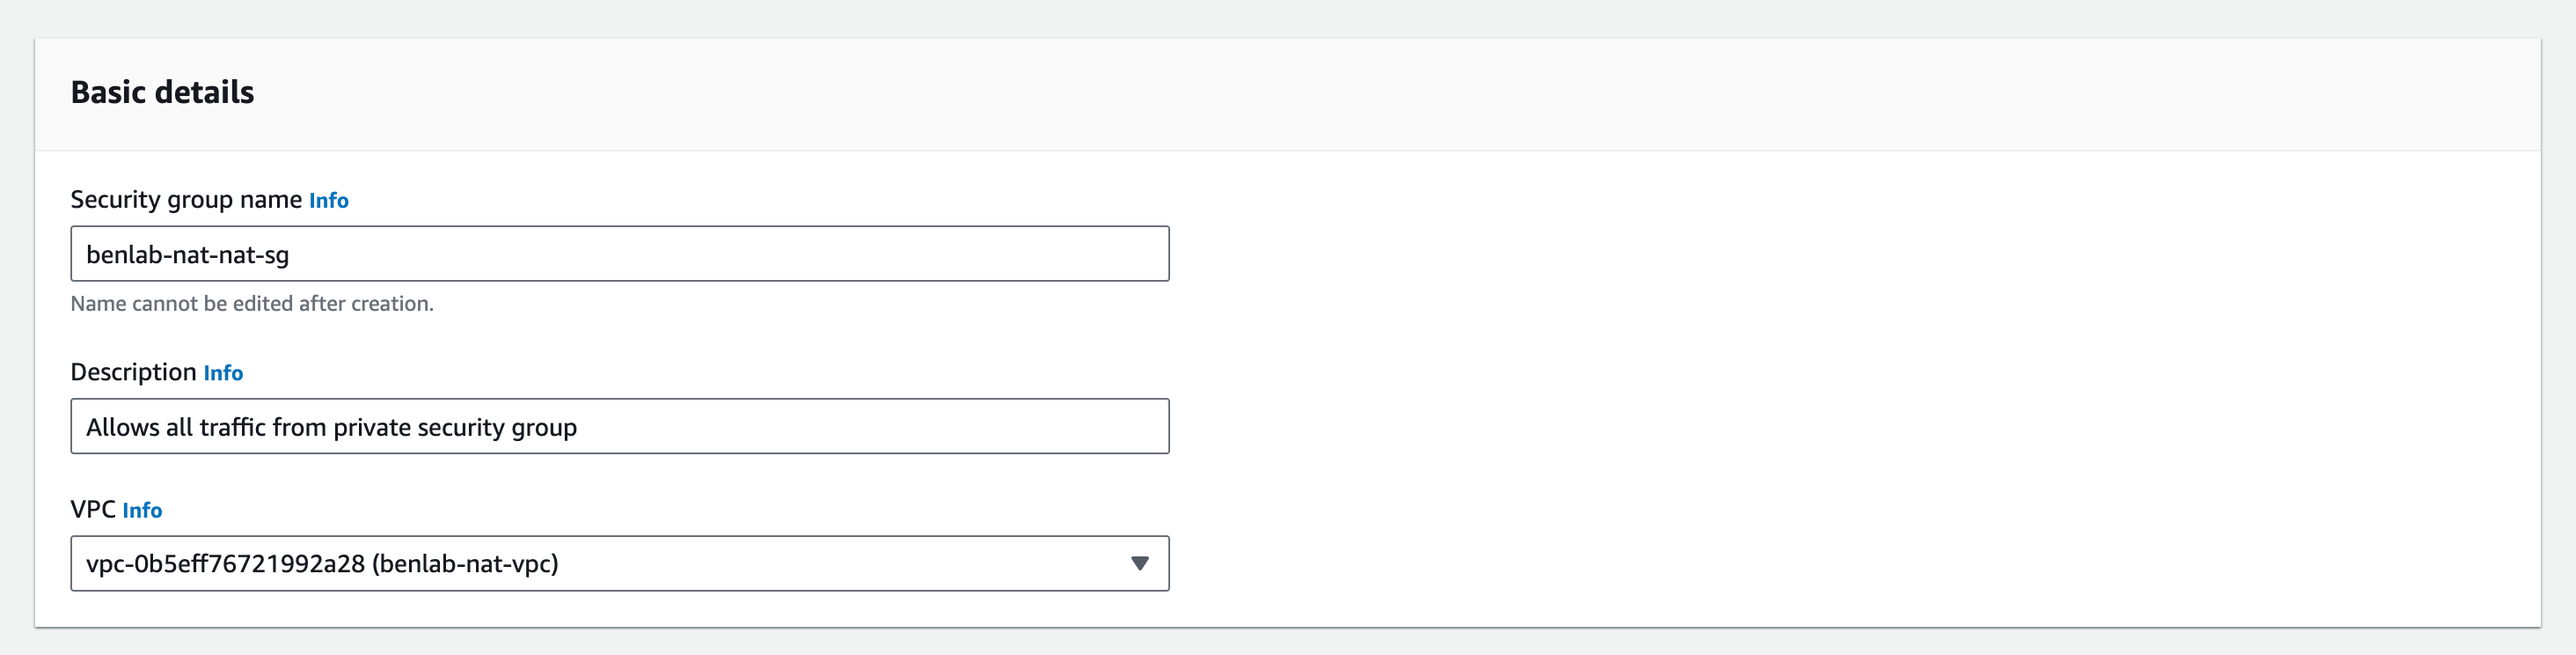 Basic details
Security group name Info
benlab-nat-nat-sg
Name cannot be edited after creation.
Description Info
Allows all traffic from private security group
VPC Info
vpc-0b5eff76721992a28 (benlab-nat-vpc)